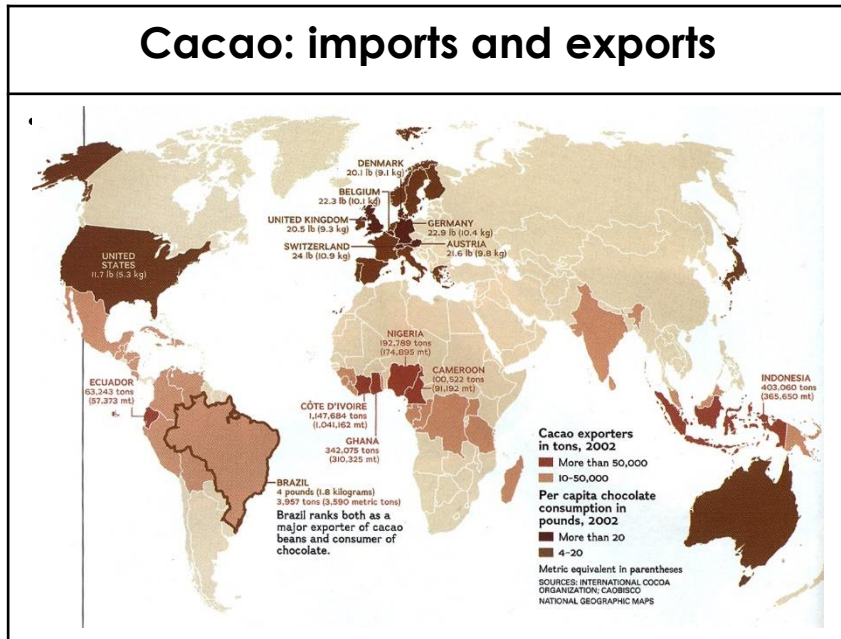 Cacao: imports and exports
•
DENMARK
20.1 lb (9.1 kg)
BELGIUM
22.3 lb (10.1 kg)
UNITED KINGDOM
20.5 lb (9.3 kg)
GERMANY
22.9 lb (10.4 kg)
SWITZERLAND
24 lb (10.9 kg)
AUSTRIA
21.6 lb (9.8 kg)
UNITED
STATES
11.7 lb (5.3 kg)
NIGERIA
192,789 tons
(174,895 mt)
CAMEROON
100,522 tons
(91,192 mt)
ECUADOR
63,243 tons
(57,373 mt)
CÔTE D'IVOIRE
1,147,684 tons
(1,041,162 mt)
GHANA
342,075 tons
(310,325 mt)
INDONESIA
403,060 tons
(365,650 mt)
BRAZIL
4 pounds (1.8 kilograms)
3,957 tons (3,590 metric tons)
Brazil ranks both as a
major exporter of cacao
beans and consumer of
chocolate.
Cacao exporters
in tons, 2002
More than 50,000
10-50,000
Per capita chocolate
consumption in
pounds, 2002
More than 20
4-20
Metric equivalent in parentheses
SOURCES: INTERNATIONAL COCOA
ORGANIZATION; CAOBISCO
NATIONAL GEOGRAPHIC MAPS